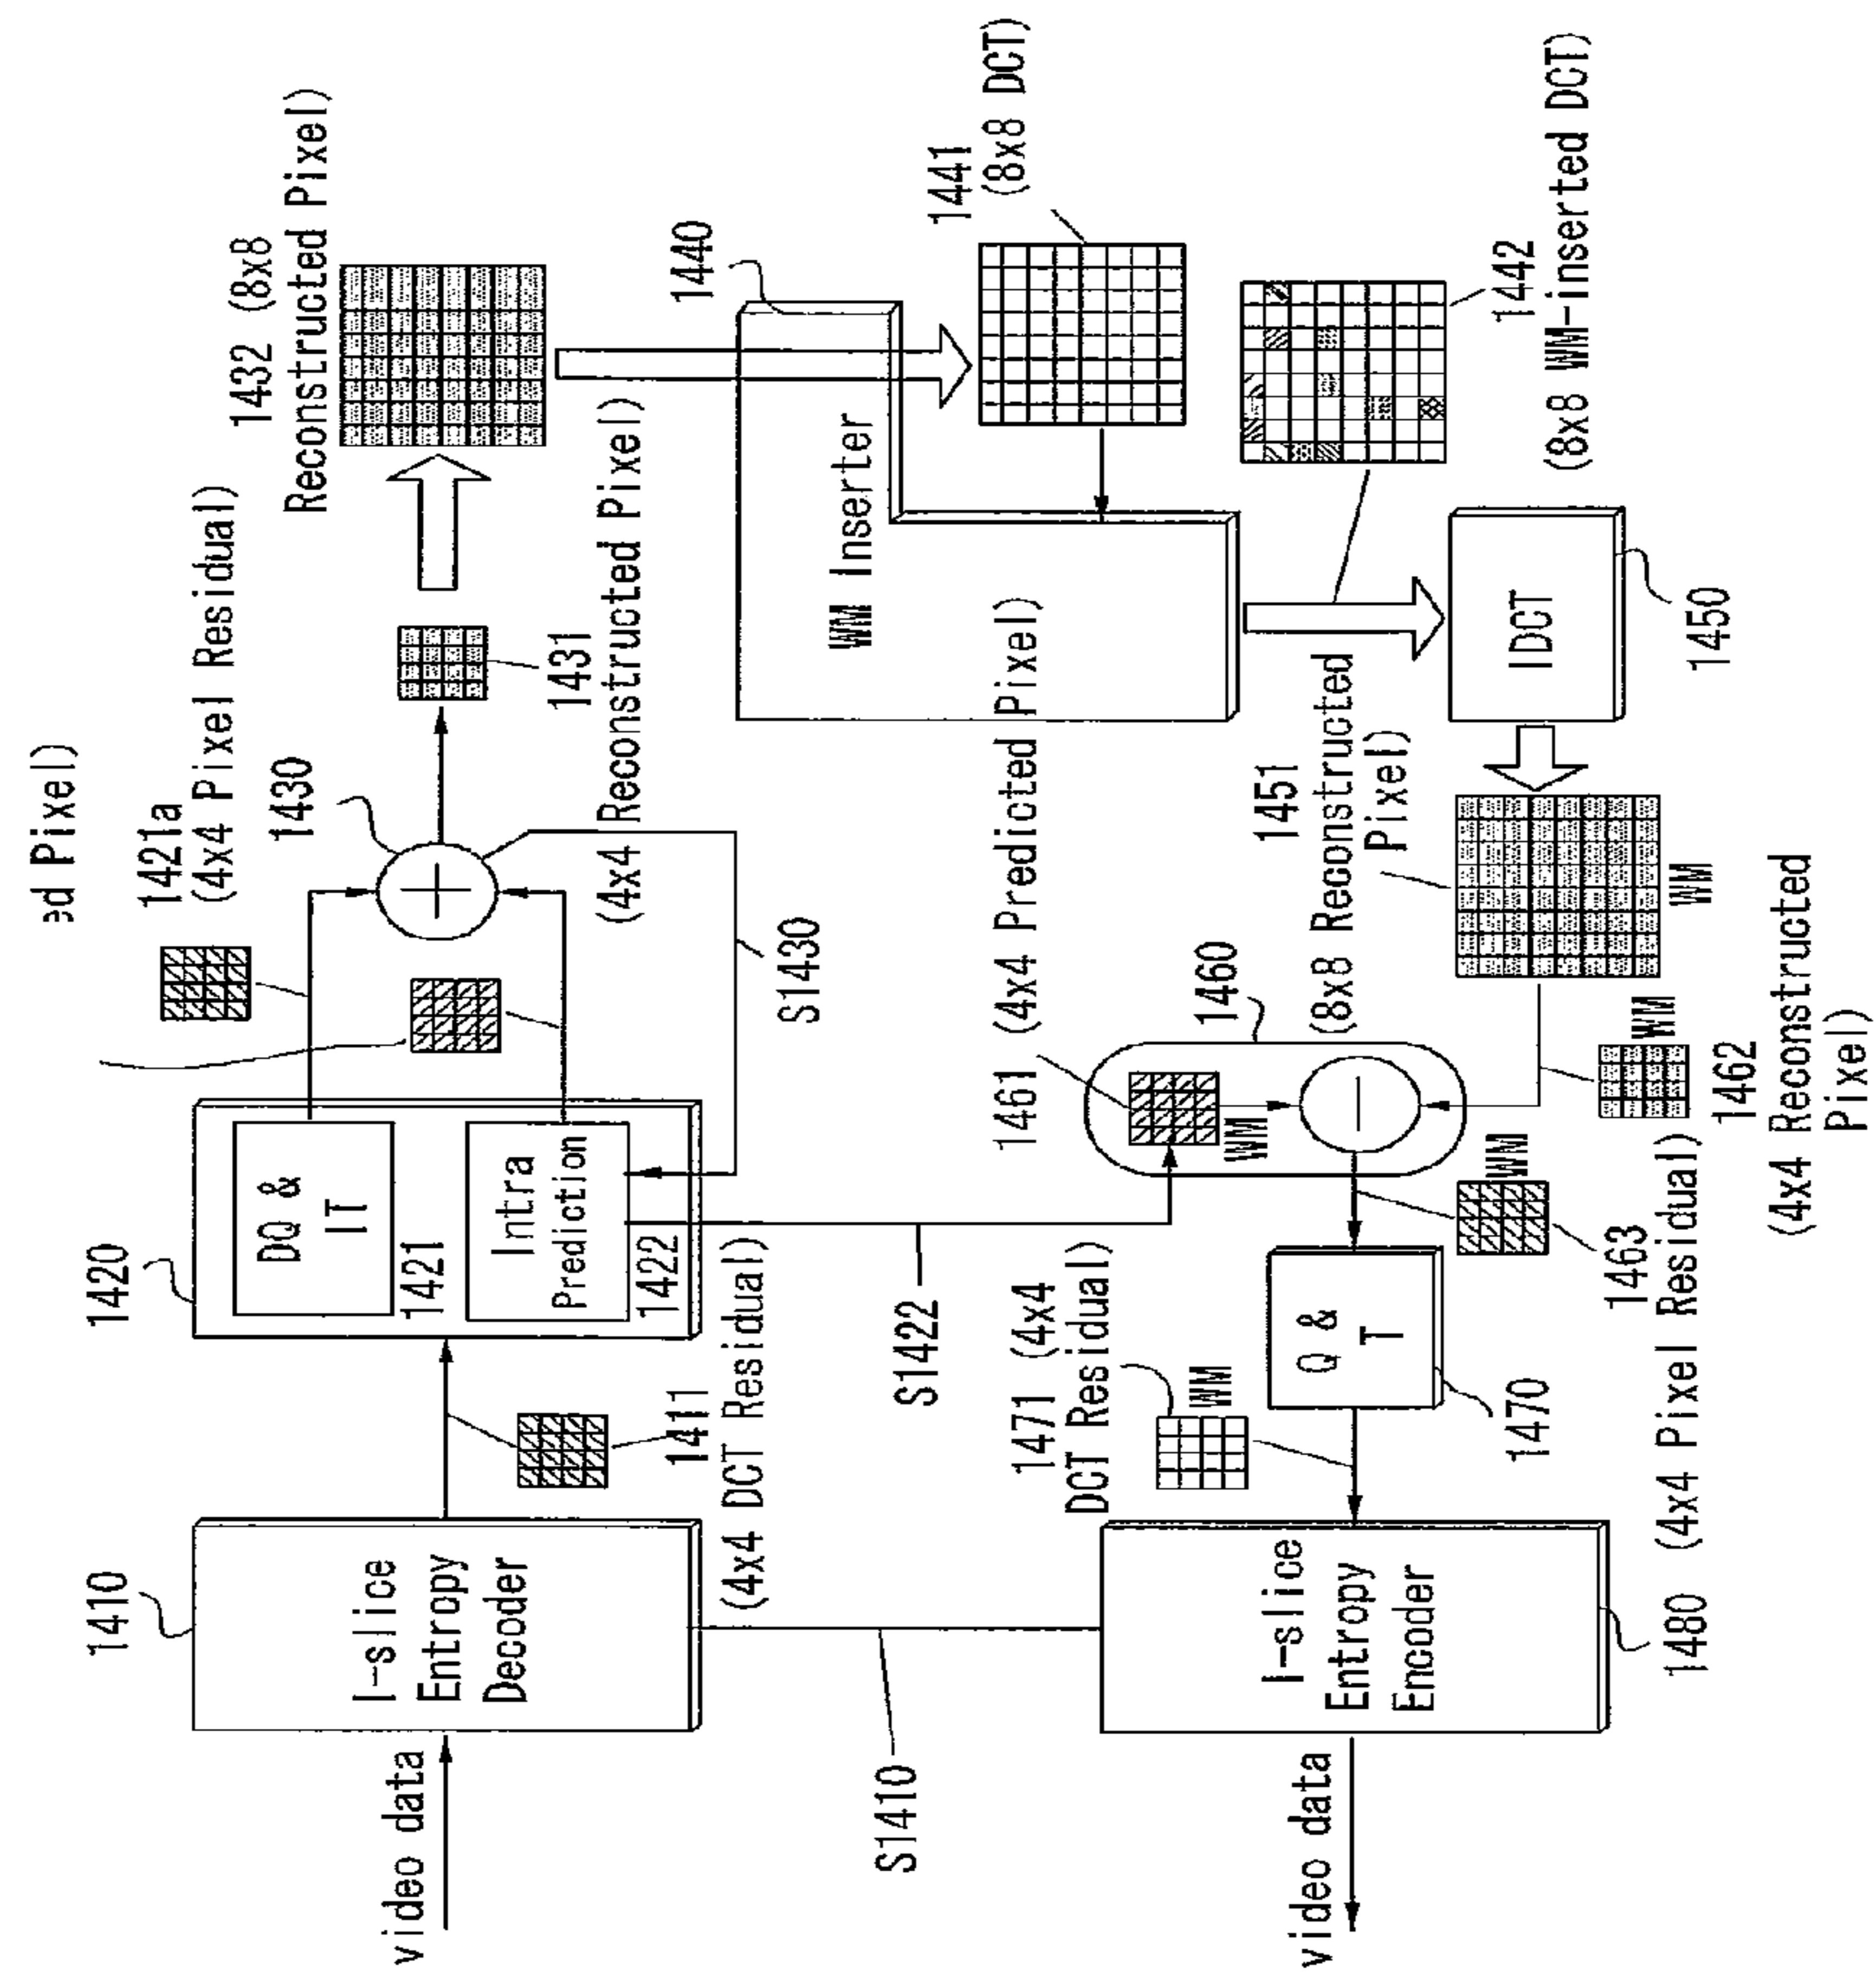 ed Pixel)
1421a
(4x4 Pixel Residual)
1432 (8x8
Reconstructed Pixel)
1410
1420
1430
1431
(4x4 Reconstructed Pixel)
video data
I-slice
Entropy
Decoder
DQ &
IT
1421
Intra
Prediction
1422
1411
(4x4 DCT Residual)
S1430
1440
WM Inserter
1441
(8x8 DCT)
S1410
S1422
1461 (4x4 Predicted Pixel)
WM
1460
1442
(8x8 WM-inserted DCT)
1451
(8x8 Reconstructed
Pixel)
WM
IDCT
1450
1471 (4x4
DCT Residual)
WM
Q &
T
1470
WM
1463
(4x4 Pixel Residual)
WM
1462
(4x4 Reconstructed
Pixel)
video data
I-slice
Entropy
Encoder
1480